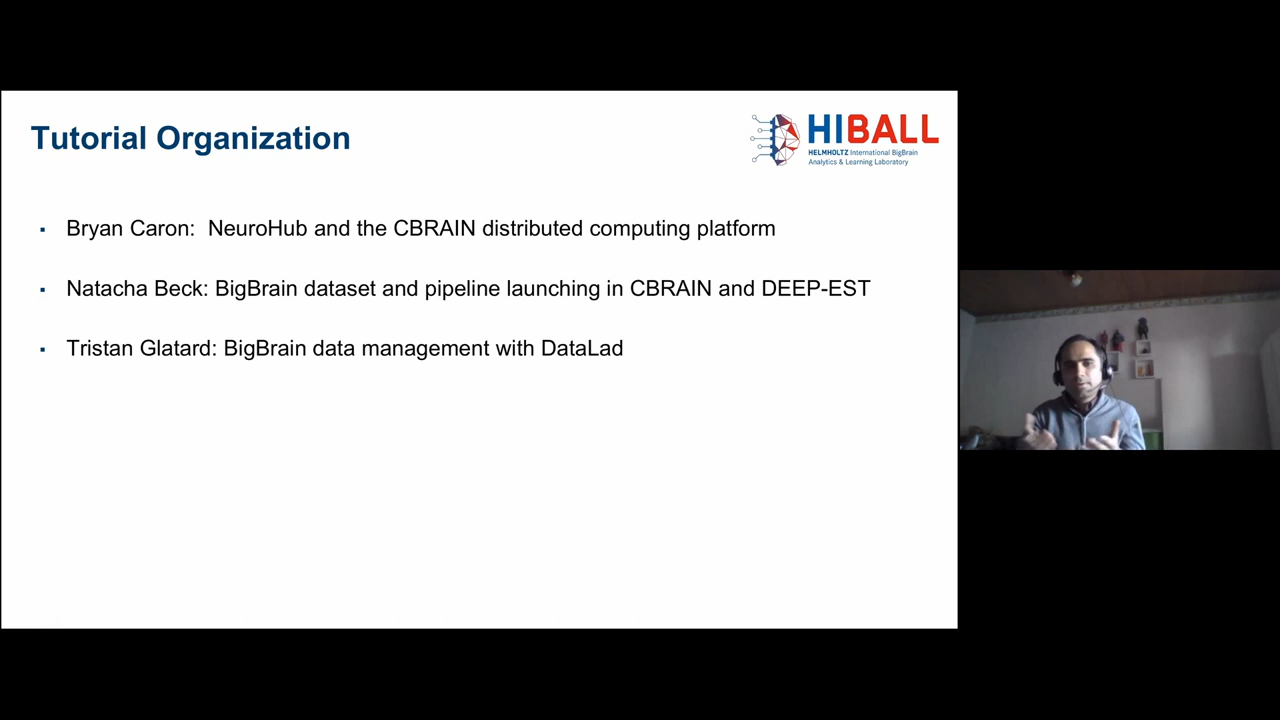 Tutorial Organization
HIBALL
HELMHOLTZ International BigBrain
Analytics & Learning Laboratory
▪ Bryan Caron:  NeuroHub and the CBRAIN distributed computing platform
▪ Natacha Beck: BigBrain dataset and pipeline launching in CBRAIN and DEEP-EST
▪ Tristan Glatard: BigBrain data management with DataLad